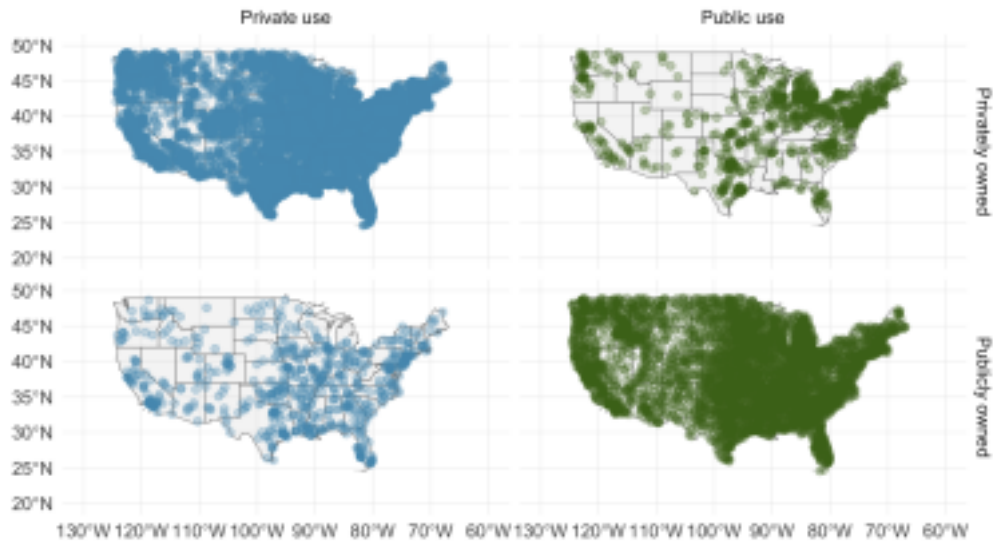 Private use Public use
50°N
45°N
40°N
35°N
30°N
25°N
20°N
Privately owned
50°N
45°N
40°N
35°N
30°N
25°N
20°N
Publicly owned
130°W 120°W 110°W 100°W 90°W 80°W 70°W 60°W 130°W 120°W 110°W 100°W 90°W 80°W 70°W 60°W